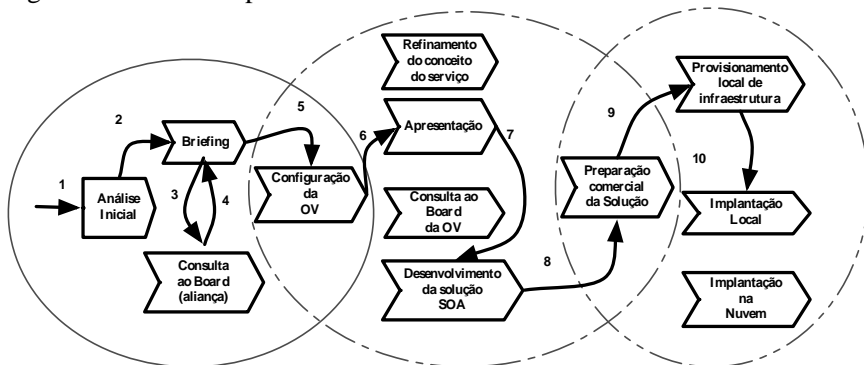 1
Análise
Inicial
2
Briefing
3
4
Consulta
ao Board
(aliança)
5
Configuração
da
OV
6
Refinamento
do conceito
do serviço
Apresentação
7
Consulta ao
Board
da OV
Desenvolvimento
da solução
SOA
8
Preparação
comercial
da Solução
9
Provisionamento
local de
infraestrutura
10
Implantação
Local
Implantação
na
Nuvem